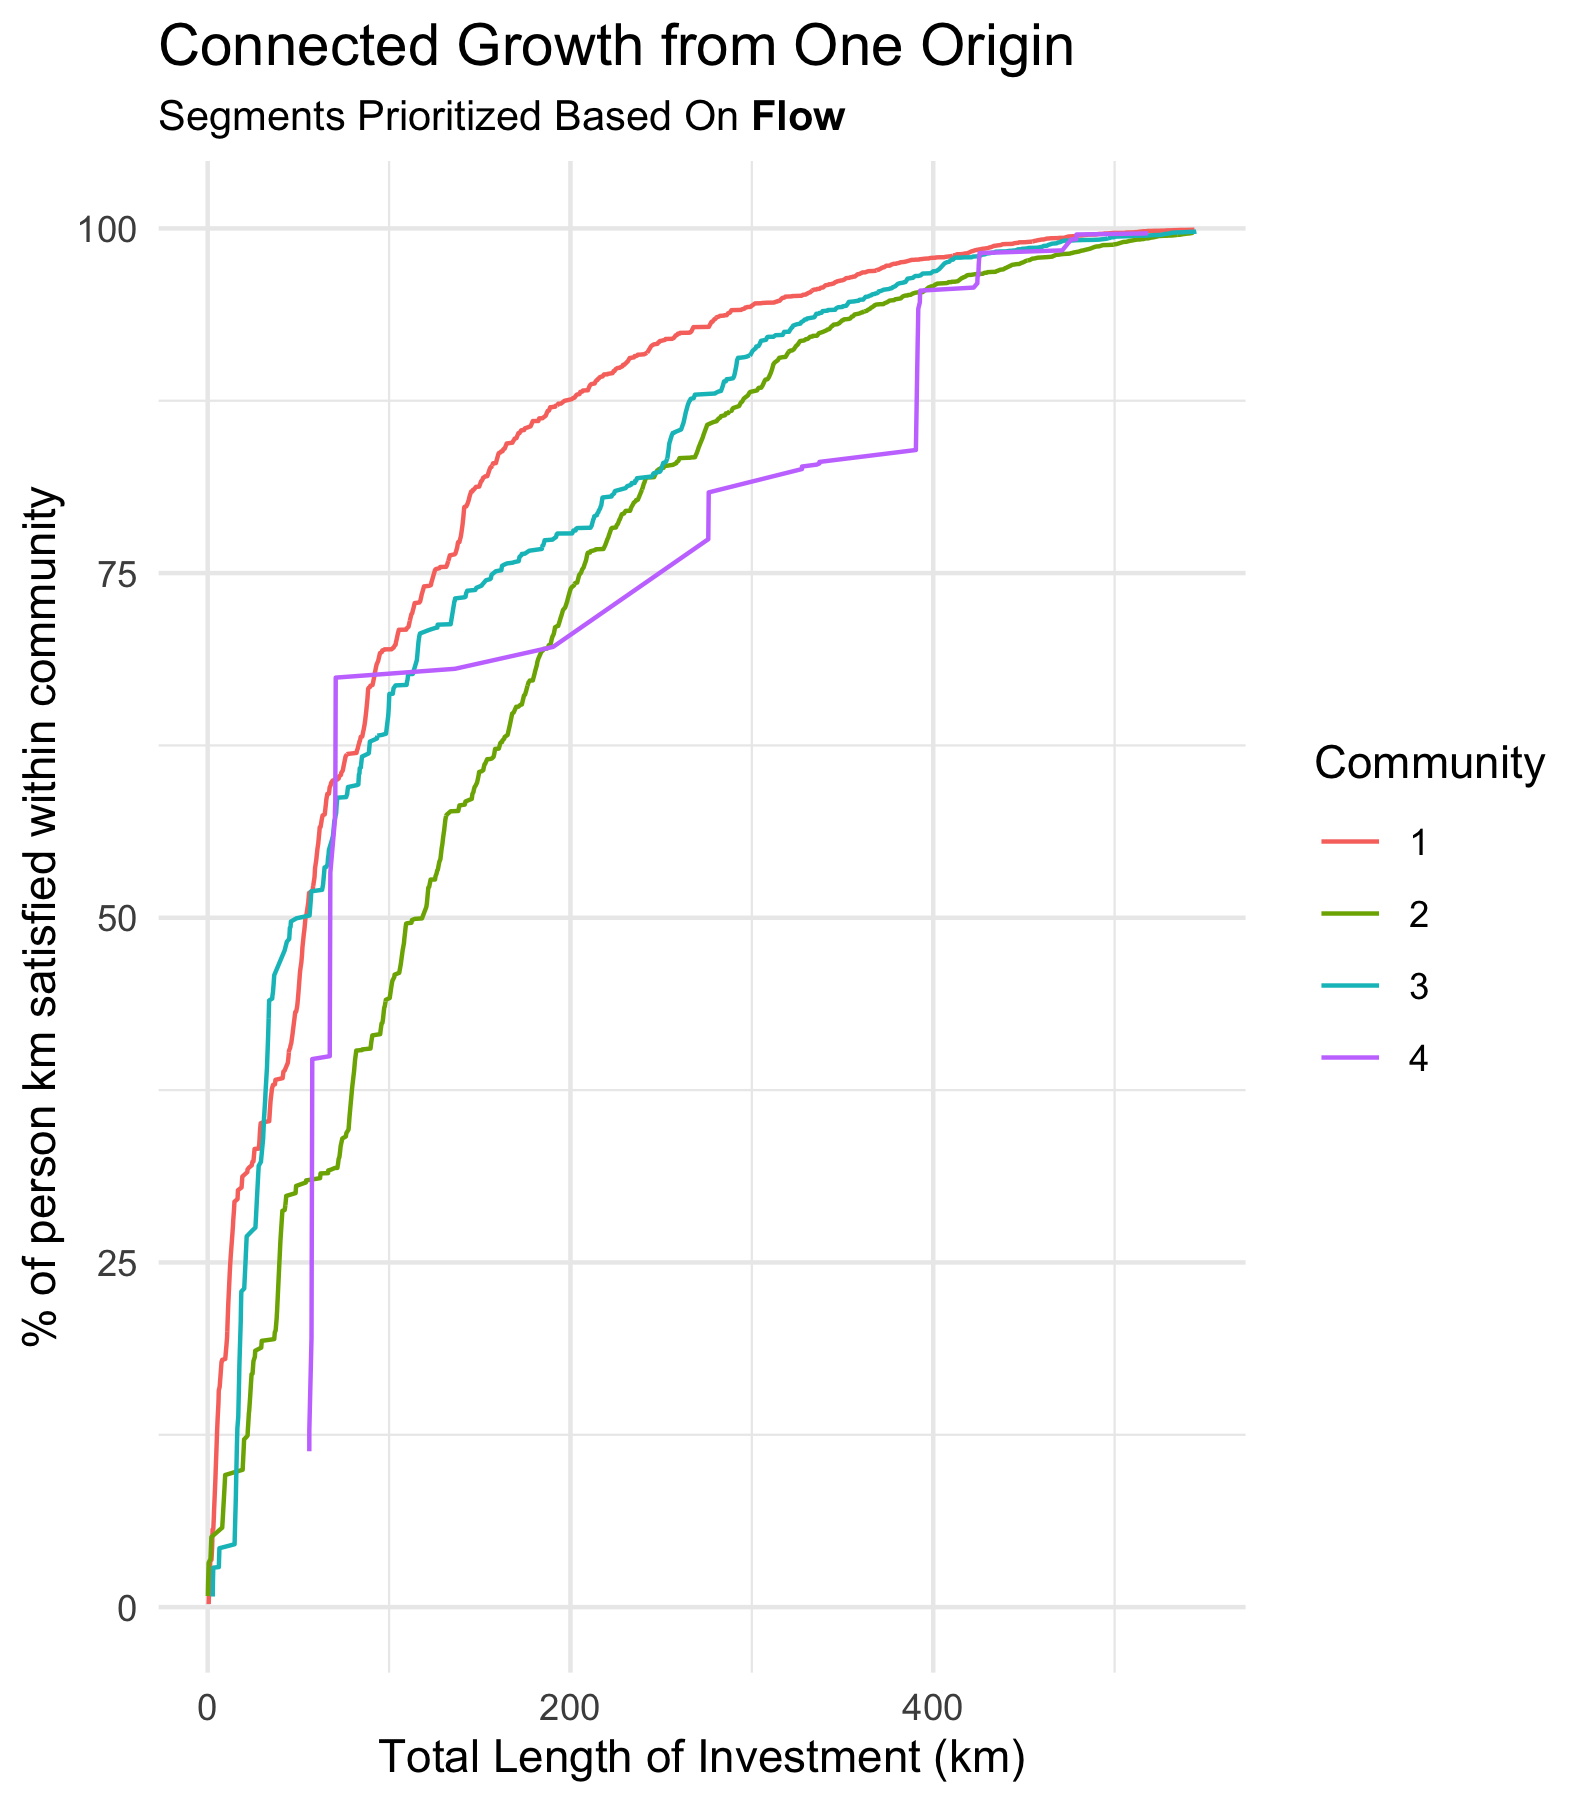 Connected Growth from One Origin
Segments Prioritized Based On Flow
% of person km satisfied within community
100
75
50
25
0
0 200 400
Total Length of Investment (km)
Community
1
2
3
4